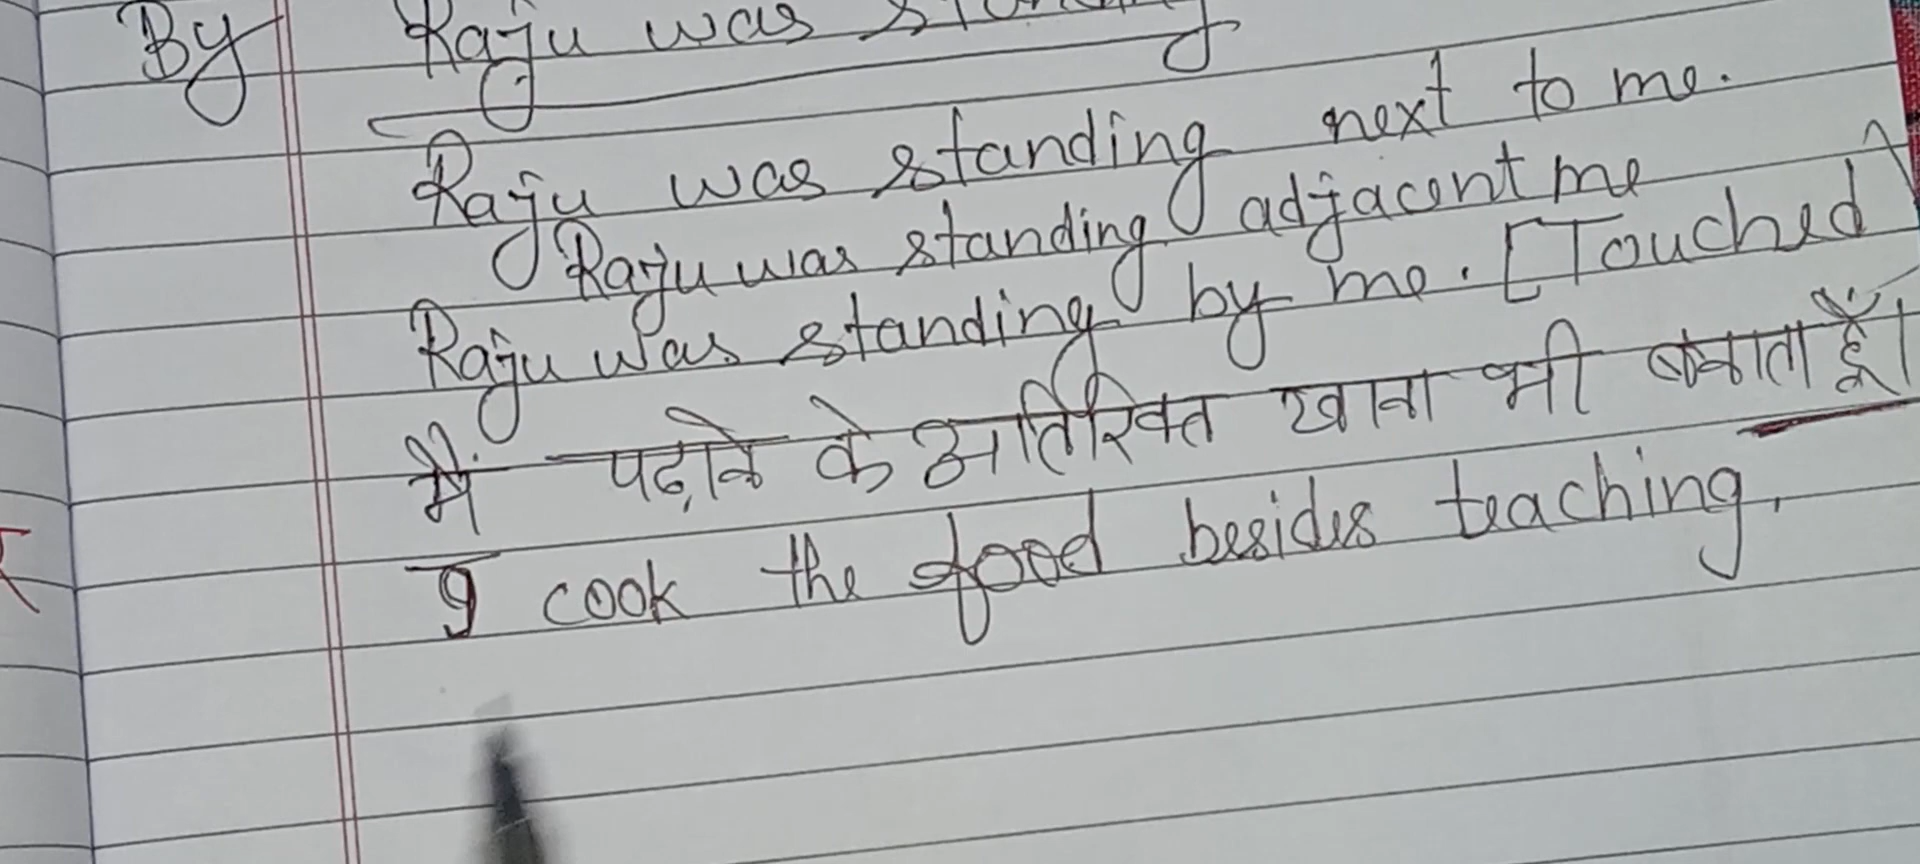 By Raju was standing
Raju was standing next to me.
Raju was standing adjacent me
Raju was standing by me. [Touched]
मैं पढ़ाने के अतिरिक्त खाना भी बनाता हूँ।
I cook the food besides teaching.